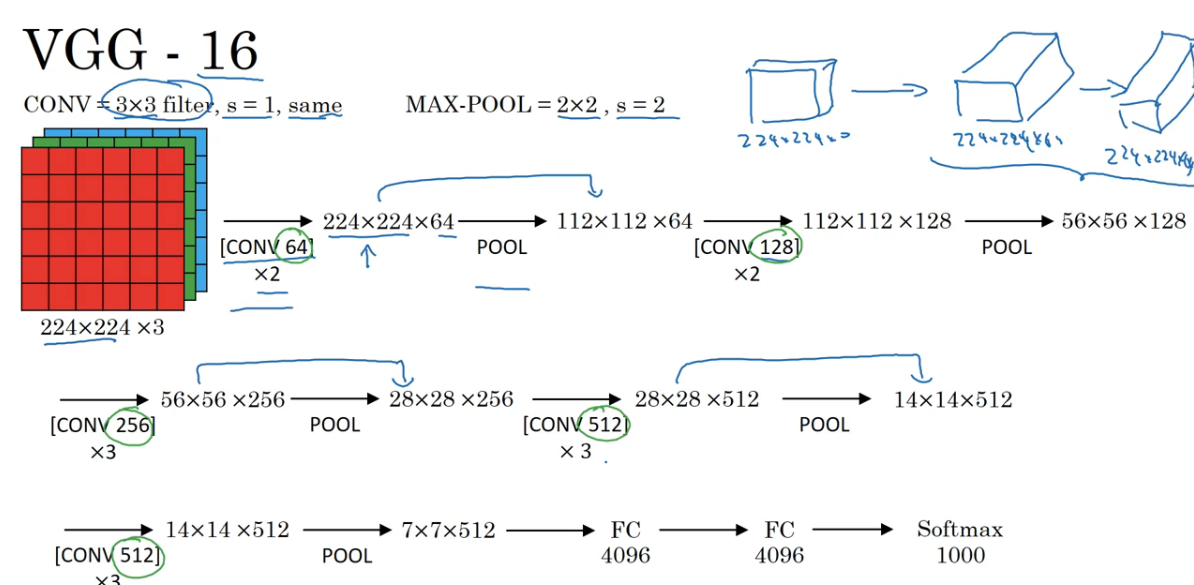 VGG - 16
CONV = 3×3 filter, s = 1, same
MAX-POOL = 2×2 , s = 2
224×224×3
224×224×64
224×224 ×3
[CONV 64]
×2
224×224×64
POOL
112×112 ×64
[CONV 128]
×2
112×112 ×128
POOL
56×56 ×128
[CONV 256]
×3
56×56 ×256
POOL
28×28 ×256
[CONV 512]
× 3
28×28 ×512
POOL
14×14×512
[CONV 512]
×3
14×14 ×512
POOL
7×7×512
FC
4096
FC
4096
Softmax
1000